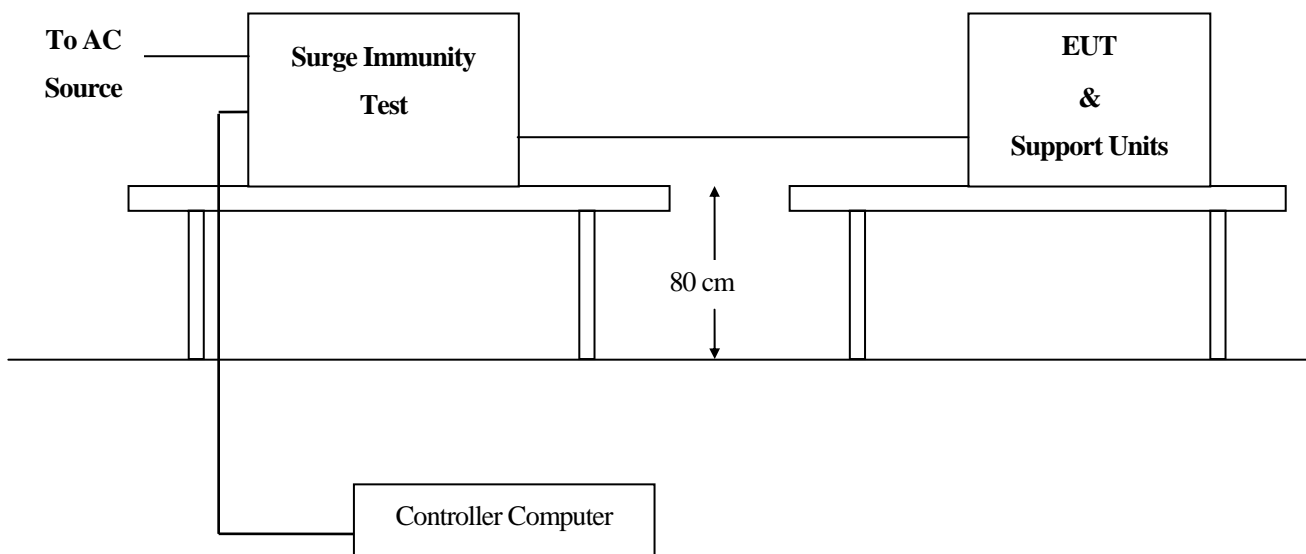 To AC
Source
Surge Immunity
Test
EUT
&
Support Units
80 cm
Controller Computer